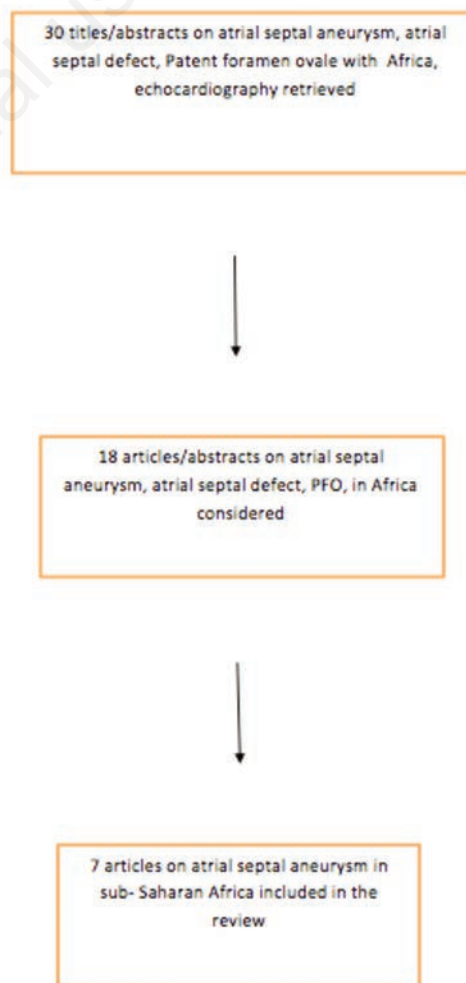 30 titles/abstracts on atrial septal aneurysm, atrial
septal defect, Patent foramen ovale with Africa,
echocardiography retrieved
18 articles/abstracts on atrial septal
aneurysm, atrial septal defect, PFO, in Africa
considered
7 articles on atrial septal aneurysm in
sub- Saharan Africa included in the
review